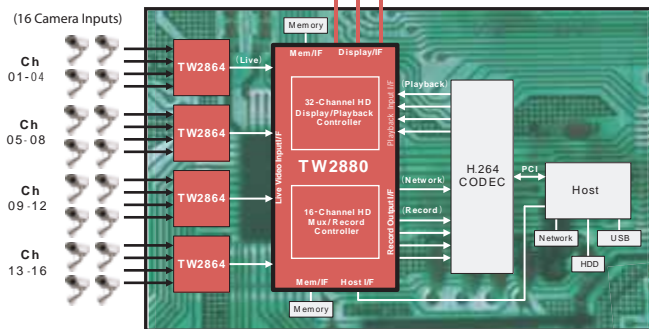 (16 Camera Inputs)
Ch
01-04
Ch
05-08
Ch
09-12
Ch
13-16
TW2864
TW2864
TW2864
TW2864
(Live)
Live Video Input I/F
Memory
Mem/IF
Display/IF
32-Channel HD
Display/Playback
Controller
TW2880
16-Channel HD
Mux/Record
Controller
Mem/IF
Host I/F
Memory
Playback Input I/F
Record Output I/F
(Playback)
(Network)
(Record)
H.264
CODEC
PCI
Host
Network
USB
HDD